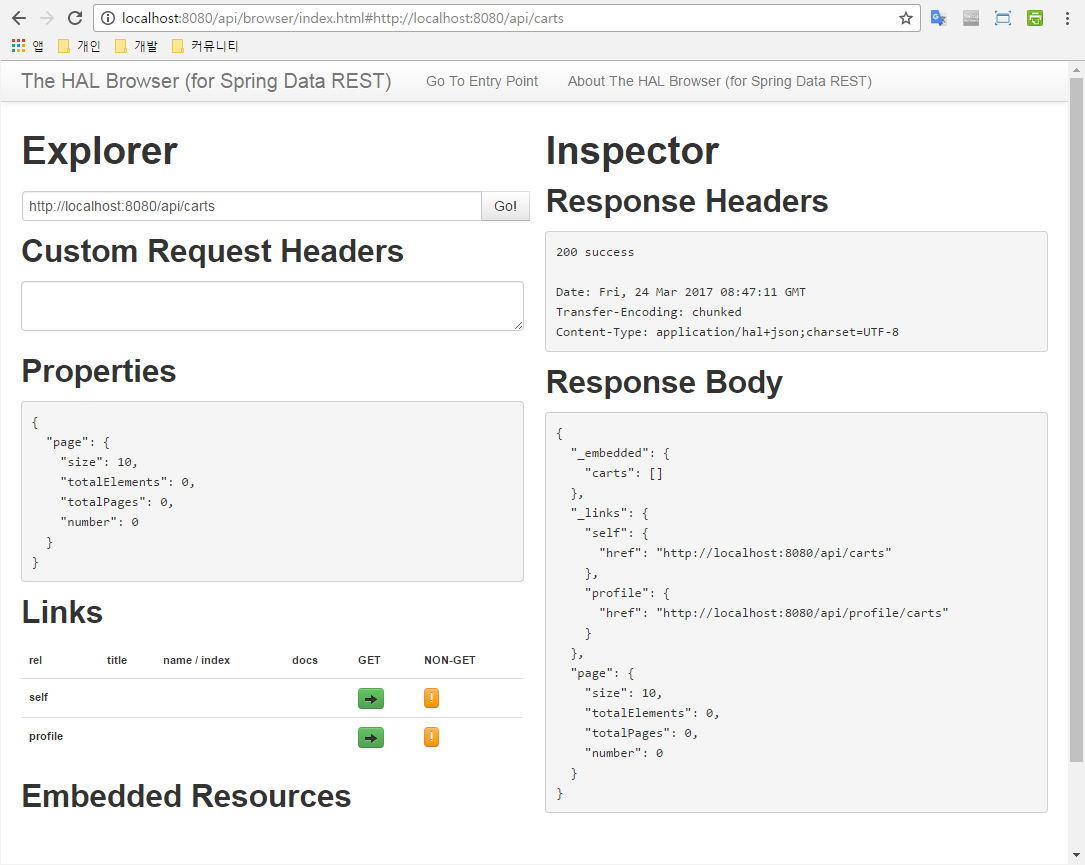 localhost:8080/api/browser/index.html#http://localhost:8080/api/carts
앱 개인 개발 커뮤니티
The HAL Browser (for Spring Data REST) Go To Entry Point About The HAL Browser (for Spring Data REST)
Explorer
http://localhost:8080/api/carts Go!
Custom Request Headers
Properties
{
  "page": {
    "size": 10,
    "totalElements": 0,
    "totalPages": 0,
    "number": 0
  }
}
Links
rel title name / index docs GET NON-GET
self !
profile !
Embedded Resources
Inspector
Response Headers
200 success
Date: Fri, 24 Mar 2017 08:47:11 GMT
Transfer-Encoding: chunked
Content-Type: application/hal+json;charset=UTF-8
Response Body
{
  "_embedded": {
    "carts": []
  },
  "_links": {
    "self": {
      "href": "http://localhost:8080/api/carts"
    },
    "profile": {
      "href": "http://localhost:8080/api/profile/carts"
    }
  },
  "page": {
    "size": 10,
    "totalElements": 0,
    "totalPages": 0,
    "number": 0
  }
}